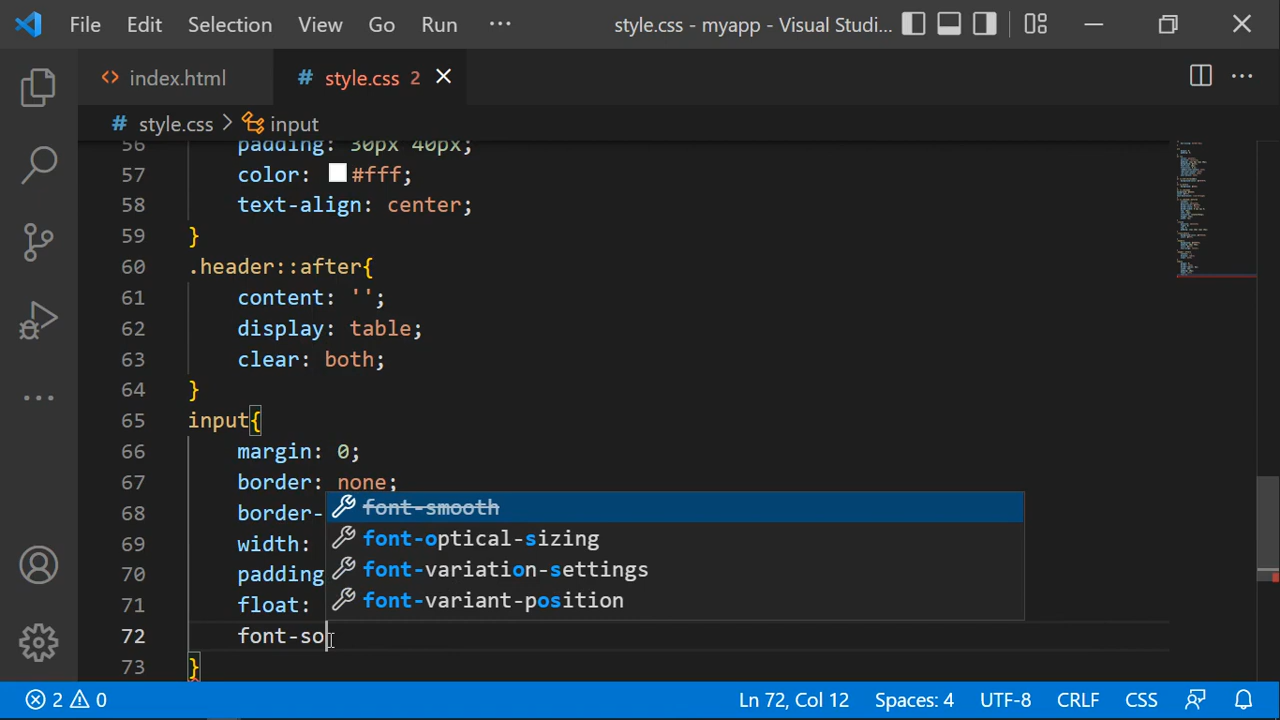 File Edit Selection View Go Run ··· style.css - myapp - Visual Studi...
index.html # style.css 2
# style.css > input
56 padding: 30px 40px;
57 color: #fff;
58 text-align: center;
59 }
60 .header::after{
61 content: '';
62 display: table;
63 clear: both;
64 }
65 input{
66 margin: 0;
67 border: none;
68 border-
font-smooth
69 width:
font-optical-sizing
70 padding
font-variation-settings
71 float:
font-variant-position
72 font-so
73 }
2 0 Ln 72, Col 12 Spaces: 4 UTF-8 CRLF CSS